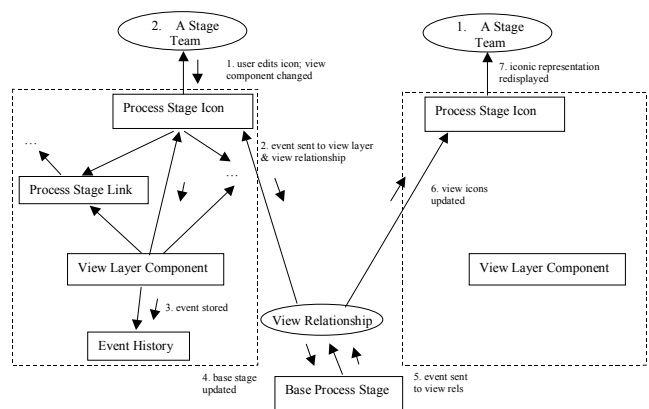 2. A Stage
Team
1. A Stage
Team
1. user edits icon; view
component changed
7. iconic representation
redisplayed
Process Stage Icon
Process Stage Icon
...
2. event sent to view layer
& view relationship
...
Process Stage Link
6. view icons
updated
View Layer Component
View Layer Component
3. event stored
View Relationship
Event History
4. base stage
updated
Base Process Stage
5. event sent
to view rels